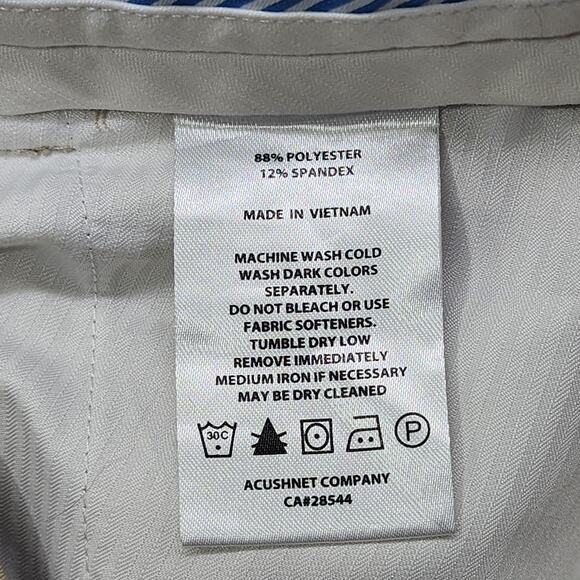 88% POLYESTER
12% SPANDEX
MADE IN VIETNAM
MACHINE WASH COLD
WASH DARK COLORS
SEPARATELY.
DO NOT BLEACH OR USE
FABRIC SOFTENERS.
TUMBLE DRY LOW
REMOVE IMMEDIATELY
MEDIUM IRON IF NECESSARY
MAY BE DRY CLEANED
30C P
ACUSHNET COMPANY
CA#28544